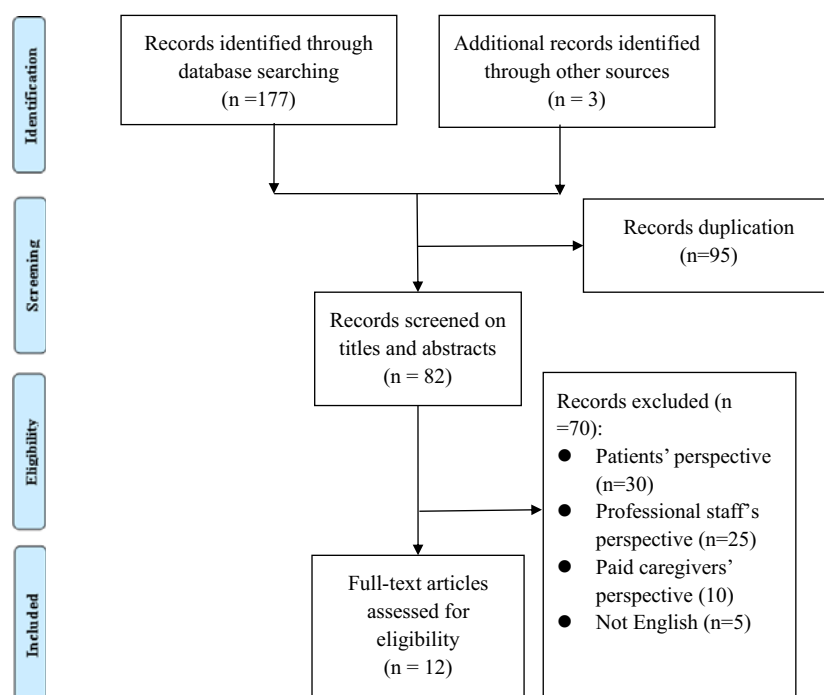 Identification
Records identified through
database searching
(n =177)
Additional records identified
through other sources
(n = 3)
Screening
Records duplication
(n=95)
Records screened on
titles and abstracts
(n = 82)
Eligibility
Records excluded (n
=70):
● Patients’ perspective
(n=30)
● Professional staff’s
perspective (n=25)
● Paid caregivers’
perspective (10)
● Not English (n=5)
Included
Full-text articles
assessed for
eligibility
(n = 12)